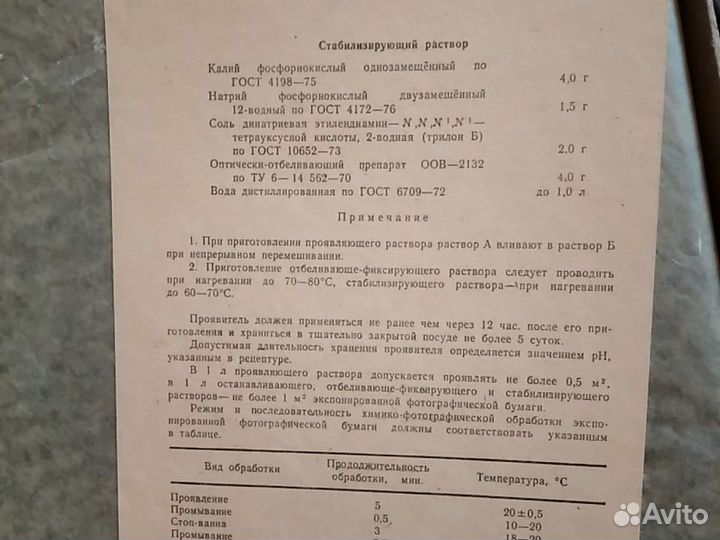 Стабилизирующий раствор
Калий фосфорнокислый однозамещённый по
ГОСТ 4198—75 4,0 г
Натрий фосфорнокислый двузамещённый
12-водный по ГОСТ 4172—76 1,5 г
Соль динатриевая этилендиамин—N,N,N¹,N¹—
тетрауксусной кислоты, 2-водная (трилон Б)
по ГОСТ 10652—73 2.0 г
Оптически-отбеливающий препарат ООВ—2132
по ТУ 6—14 562—70 4,0 г
Вода дистиллированная по ГОСТ 6709—72 до 1,0 л
Примечание
1. При приготовлении проявляющего раствора раствор А вливают в раствор Б
при непрерывном перемешивании.
2. Приготовление отбеливающе-фиксирующего раствора следует проводить
при нагревании до 70—80°С, стабилизирующего раствора— при нагревании
до 60—70°С.
Проявитель должен применяться не ранее чем через 12 час. после его при-
готовления и храниться в тщательно закрытой посуде не более 5 суток.
Допустимая длительность хранения проявителя определяется значением рН,
указанным в рецептуре.
В 1 л проявляющего раствора допускается проявлять не более 0,5 м²,
в 1 л останавливающего, отбеливающе-фиксирующего и стабилизирующего
растворов— не более 1 м² экспонированной фотографической бумаги.
Режим и последовательность химико-фотографической обработки экспо-
нированной фотографической бумаги должны соответствовать указанным
в таблице.
Вид обработки Продолжительность обработки, мин. Температура, °С
Проявление 5 20±0,5
Промывание 0,5 10—20
Стоп-ванна 3 18—20
Промывание
Avito